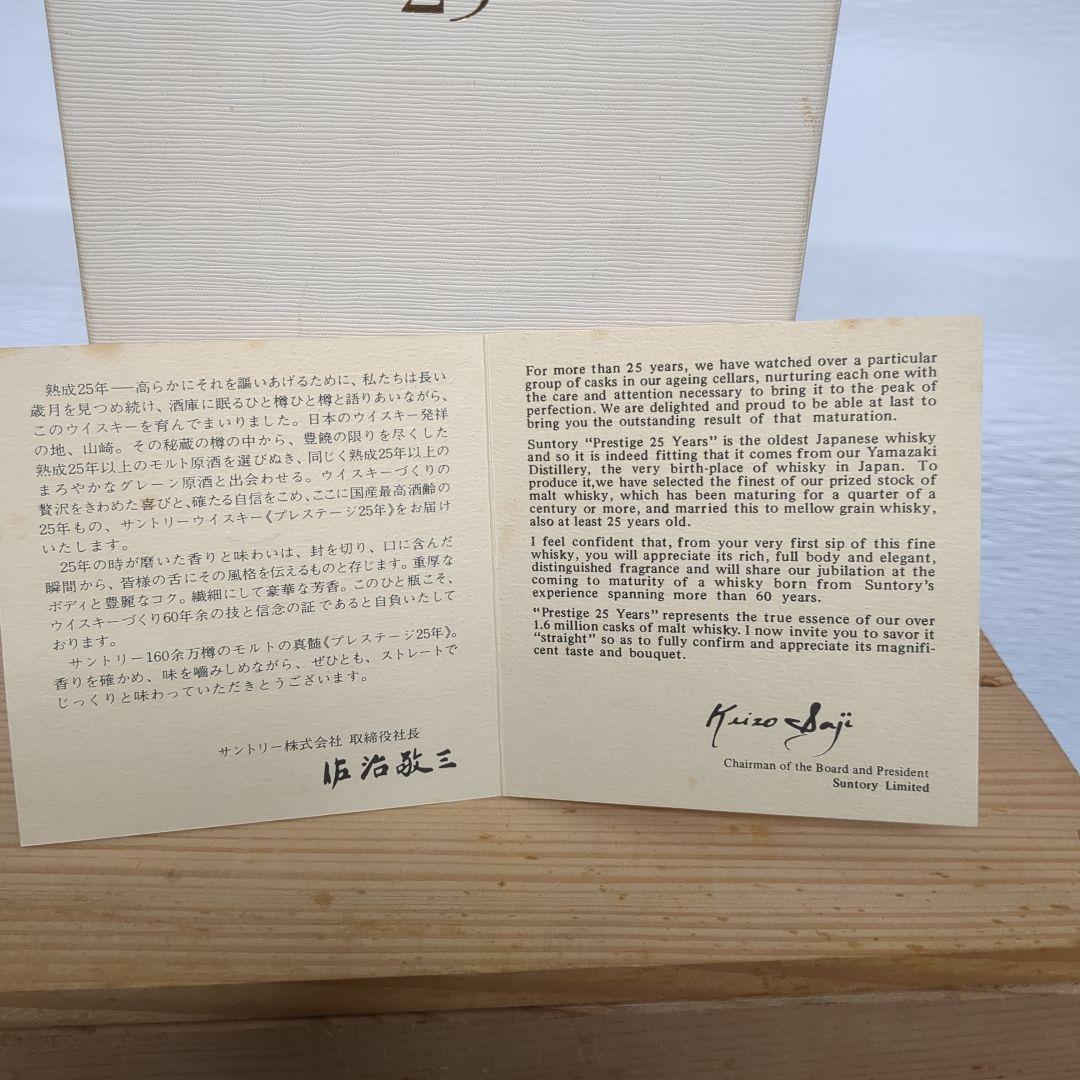 25
熟成25年——高らかにそれを謳いあげるために、私たちは長い
歳月を見つめ続け、酒庫に眠るひと樽ひと樽と語りあいながら、
このウイスキーを育んでまいりました。日本のウイスキー発祥
の地、山崎。その秘蔵の樽の中から、豊饒の限りを尽くした
熟成25年以上のモルト原酒を選びぬき、同じく熟成25年以上の
まろやかなグレーン原酒と出会わせる。ウイスキーづくりの
贅沢をきわめた喜びと、確たる自信をこめ、ここに国産最高酒齢の
25年もの、サントリーウイスキー《プレステージ25年》をお届け
いたします。
25年の時が磨いた香りと味わいは、封を切り、口に含んだ
瞬間から、皆様の舌にその風格を伝えるものと存じます。重厚な
ボディと豊麗なコク。繊細にして豪華な芳香。このひと瓶こそ、
ウイスキーづくり60年余の技と信念の証であると自負いたして
おります。
サントリー160余万樽のモルトの真髄《プレステージ25年》。
香りを確かめ、味を嚙みしめながら、ぜひとも、ストレートで
じっくりと味わっていただきとうございます。
サントリー株式会社 取締役社長
佐治敬三
For more than 25 years, we have watched over a particular
group of casks in our ageing cellars, nurturing each one with
the care and attention necessary to bring it to the peak of
perfection. We are delighted and proud to be able at last to
bring you the outstanding result of that maturation.
Suntory “Prestige 25 Years” is the oldest Japanese whisky
and so it is indeed fitting that it comes from our Yamazaki
Distillery, the very birth-place of whisky in Japan. To
produce it,we have selected the finest of our prized stock of
malt whisky, which has been maturing for a quarter of a
century or more, and married this to mellow grain whisky,
also at least 25 years old.
I feel confident that, from your very first sip of this fine
whisky, you will appreciate its rich, full body and elegant,
distinguished fragrance and will share our jubilation at the
coming to maturity of a whisky born from Suntory's
experience spanning more than 60 years.
“Prestige 25 Years” represents the true essence of our over
1.6 million casks of malt whisky. I now invite you to savor it
“straight” so as to fully confirm and appreciate its magnifi-
cent taste and bouquet.
Keizo Saji
Chairman of the Board and President
Suntory Limited